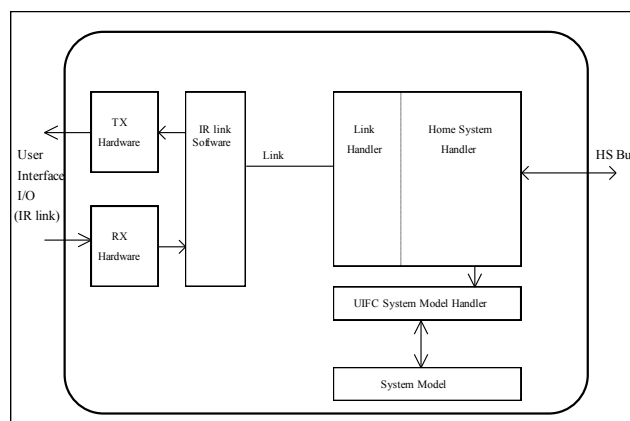 TX
Hardware
IR link
Software
Link
Handler
Home System
Handler
User
Interface
I/O
(IR link)
Link
HS Bu
RX
Hardware
UIFC System Model Handler
System Model